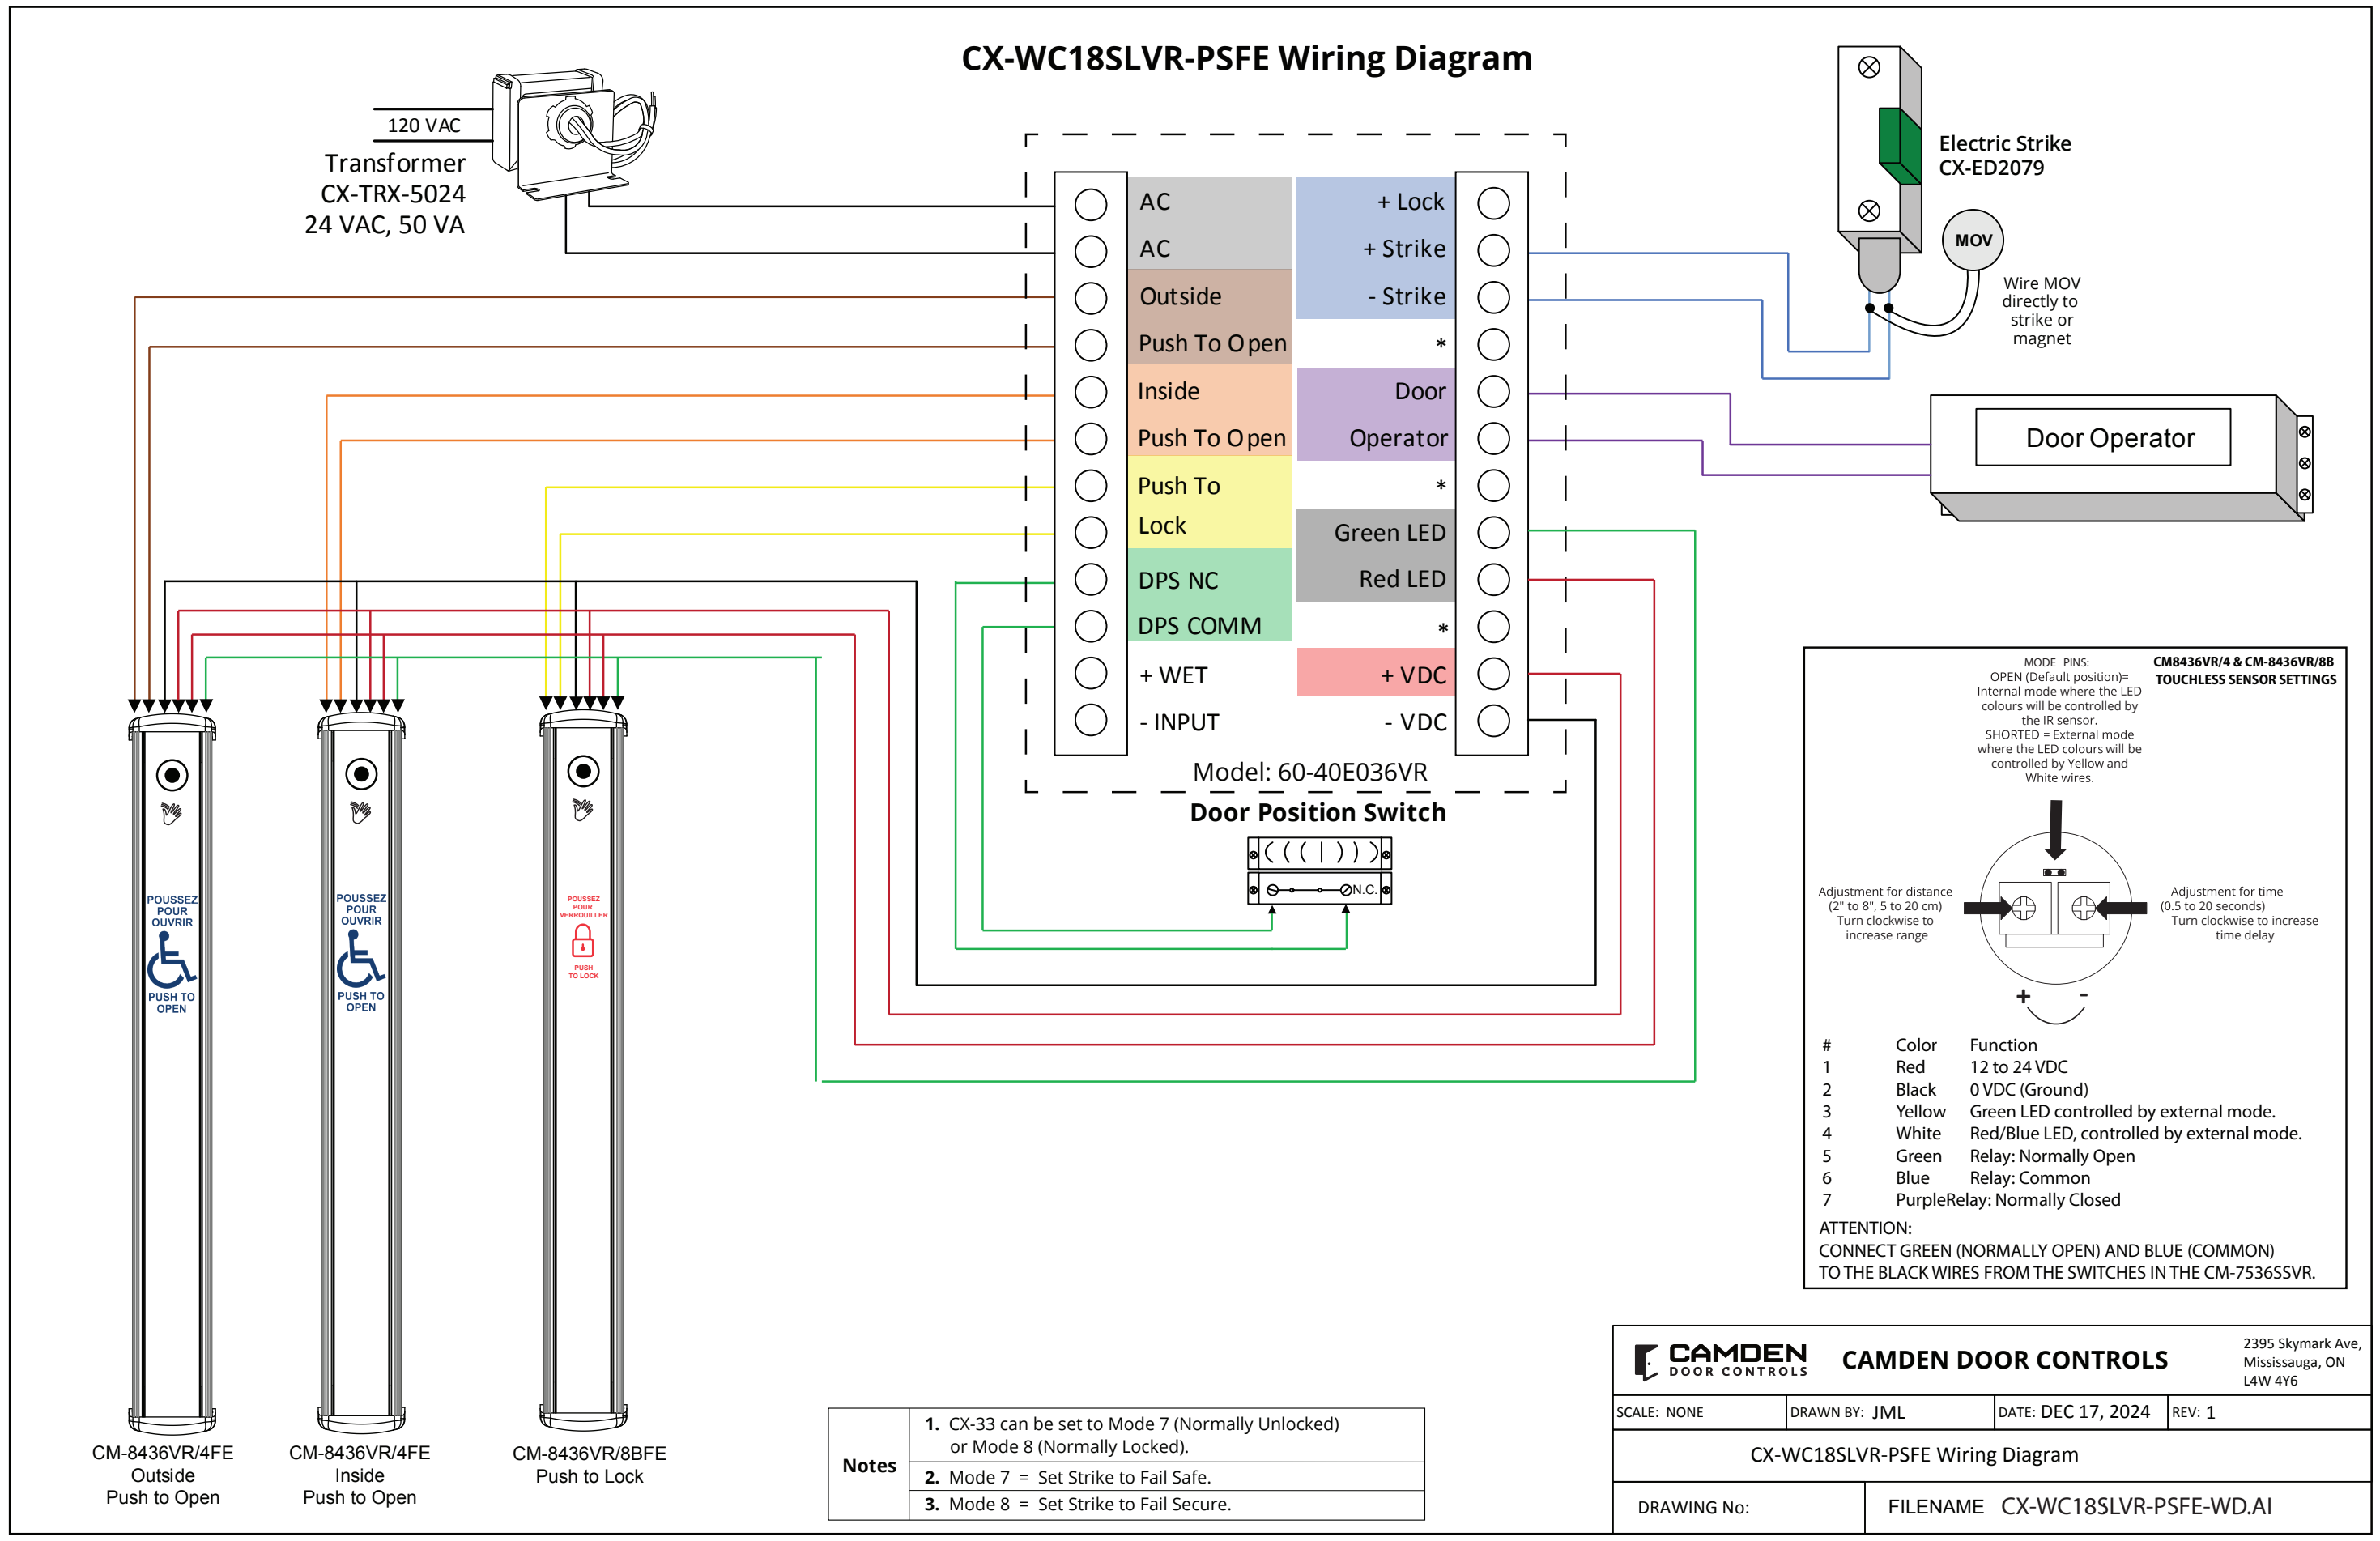 CX-WC18SLVR-PSFE Wiring Diagram
120 VAC
Transformer
CX-TRX-5024
24 VAC, 50 VA
AC
AC
Outside
Push To Open
Inside
Push To Open
Push To
Lock
DPS NC
DPS COMM
+ WET
- INPUT
+ Lock
+ Strike
- Strike
*
Door
Operator
*
Green LED
Red LED
*
+ VDC
- VDC
Model: 60-40E036VR
Electric Strike
CX-ED2079
MOV
Wire MOV
directly to
strike or
magnet
Door Operator
Door Position Switch
N.C.
POUSSEZ
POUR
OUVRIR
PUSH TO
OPEN
POUSSEZ
POUR
OUVRIR
PUSH TO
OPEN
POUSSEZ
POUR
VERROUILLER
PUSH
TO LOCK
CM-8436VR/4FE
Outside
Push to Open
CM-8436VR/4FE
Inside
Push to Open
CM-8436VR/8BFE
Push to Lock
CM8436VR/4 & CM-8436VR/8B
TOUCHLESS SENSOR SETTINGS
MODE PINS:
OPEN (Default position)=
Internal mode where the LED
colours will be controlled by
the IR sensor.
SHORTED = External mode
where the LED colours will be
controlled by Yellow and
White wires.
Adjustment for distance
(2" to 8", 5 to 20 cm)
Turn clockwise to
increase range
Adjustment for time
(0.5 to 20 seconds)
Turn clockwise to increase
time delay
+ -
# Color Function
1 Red 12 to 24 VDC
2 Black 0 VDC (Ground)
3 Yellow Green LED controlled by external mode.
4 White Red/Blue LED, controlled by external mode.
5 Green Relay: Normally Open
6 Blue Relay: Common
7 PurpleRelay: Normally Closed
ATTENTION:
CONNECT GREEN (NORMALLY OPEN) AND BLUE (COMMON)
TO THE BLACK WIRES FROM THE SWITCHES IN THE CM-7536SSVR.
Notes
1. CX-33 can be set to Mode 7 (Normally Unlocked)
or Mode 8 (Normally Locked).
2. Mode 7 = Set Strike to Fail Safe.
3. Mode 8 = Set Strike to Fail Secure.
CAMDEN
DOOR CONTROLS
CAMDEN DOOR CONTROLS
2395 Skymark Ave,
Mississauga, ON
L4W 4Y6
SCALE: NONE
DRAWN BY: JML
DATE: DEC 17, 2024
REV: 1
CX-WC18SLVR-PSFE Wiring Diagram
DRAWING No:
FILENAME CX-WC18SLVR-PSFE-WD.AI